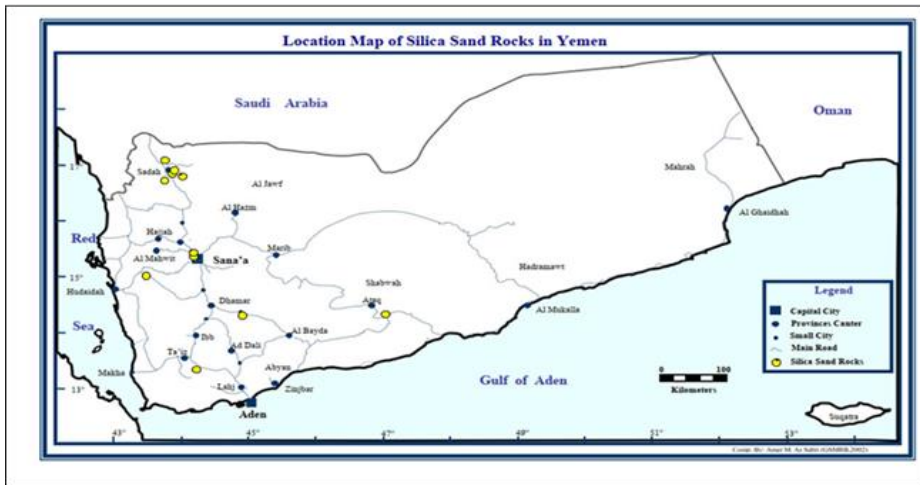 Location Map of Silica Sand Rocks in Yemen
Saudi Arabia
Oman
17°
Sadah
Mahrah
Al Jawf
Al Hazm
Al Ghaidhah
Red
Hajjah
Al Mahwit
Sana'a
Marib
Hadramawt
15°
Hudaidah
Shabwah
Dhamar
Ataq
Al Mukalla
Legend
Capital City
Provinces Canter
Small City
Main Road
Silica Sand Rocks
Sea
Ibb
Al Bayda
Ta'iz
Ad Dali
Makha
Abyan
Gulf of Aden
0 100
Kilometers
13°
Lahj
Zinjbar
Aden
Suqatra
43° 45° 47° 49° 51° 53°